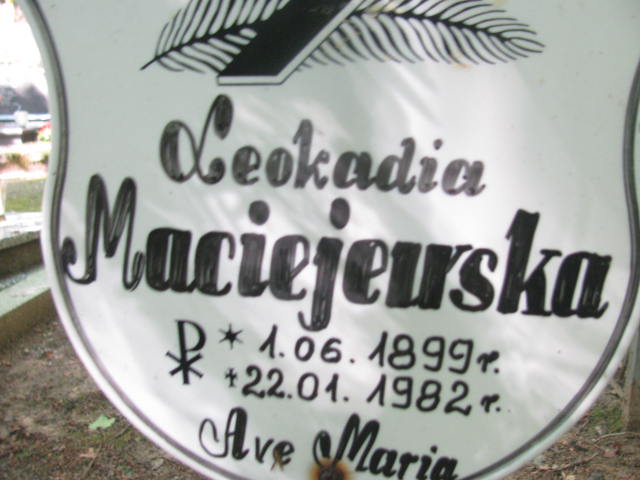 Leokadia
Maciejewska
* 1.06.1899 r.
+ 22.01.1982 r.
Ave Maria